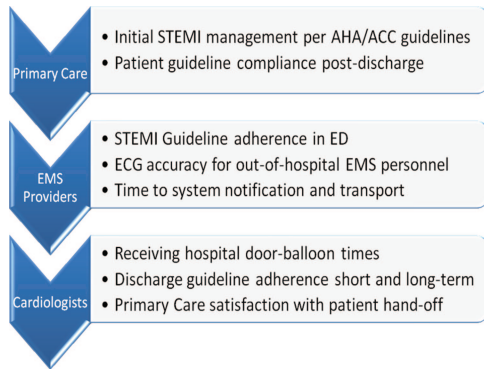 Primary Care
• Initial STEMI management per AHA/ACC guidelines
• Patient guideline compliance post-discharge
EMS
Providers
• STEMI Guideline adherence in ED
• ECG accuracy for out-of-hospital EMS personnel
• Time to system notification and transport
Cardiologists
• Receiving hospital door-balloon times
• Discharge guideline adherence short and long-term
• Primary Care satisfaction with patient hand-off